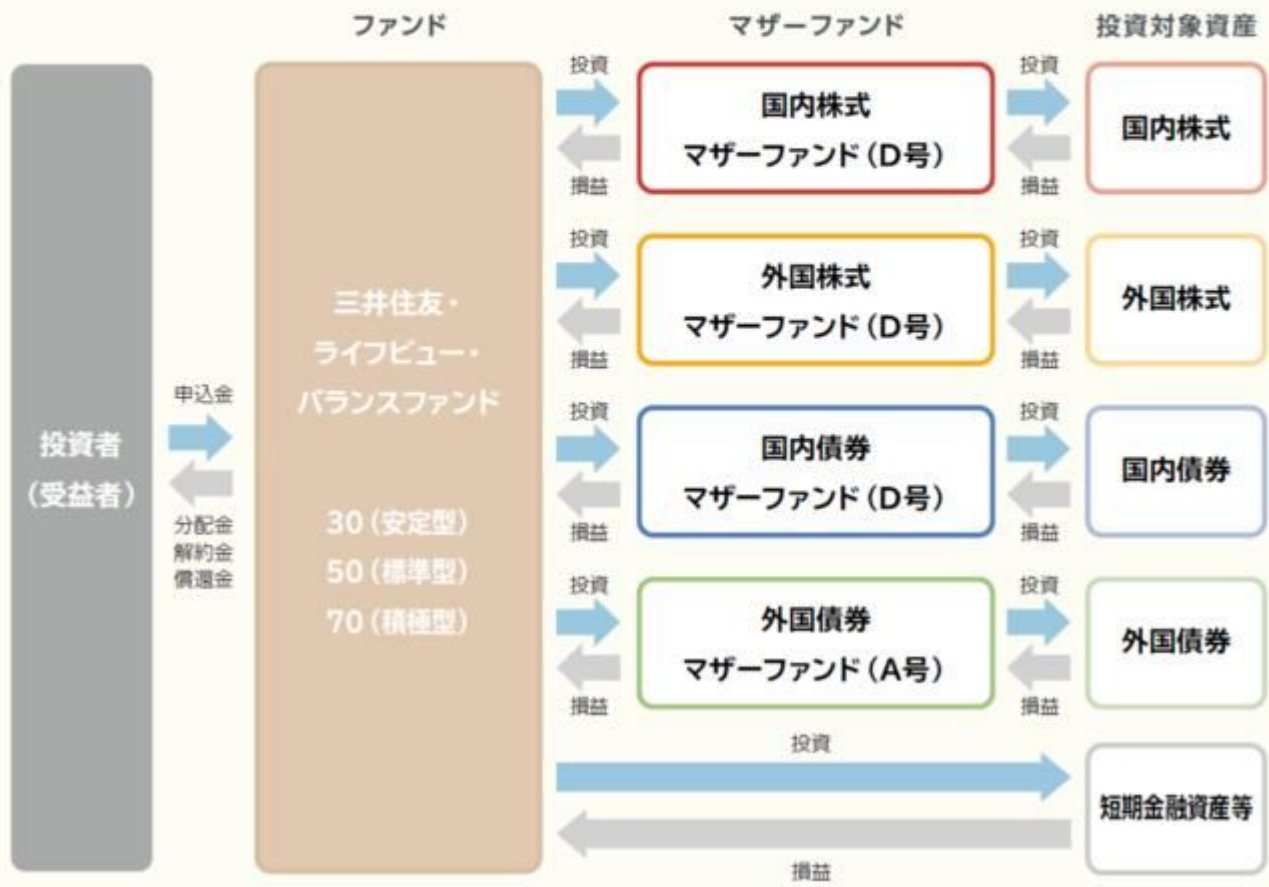 ファンド
マザーファンド
投資対象資産
投資者
（受益者）
申込金
分配金
解約金
償還金
三井住友・
ライフビュー・
バランスファンド
30（安定型）
50（標準型）
70（積極型）
投資
損益
国内株式
マザーファンド（D号）
投資
損益
国内株式
投資
損益
外国株式
マザーファンド（D号）
投資
損益
外国株式
投資
損益
国内債券
マザーファンド（D号）
投資
損益
国内債券
投資
損益
外国債券
マザーファンド（A号）
投資
損益
外国債券
投資
損益
短期金融資産等